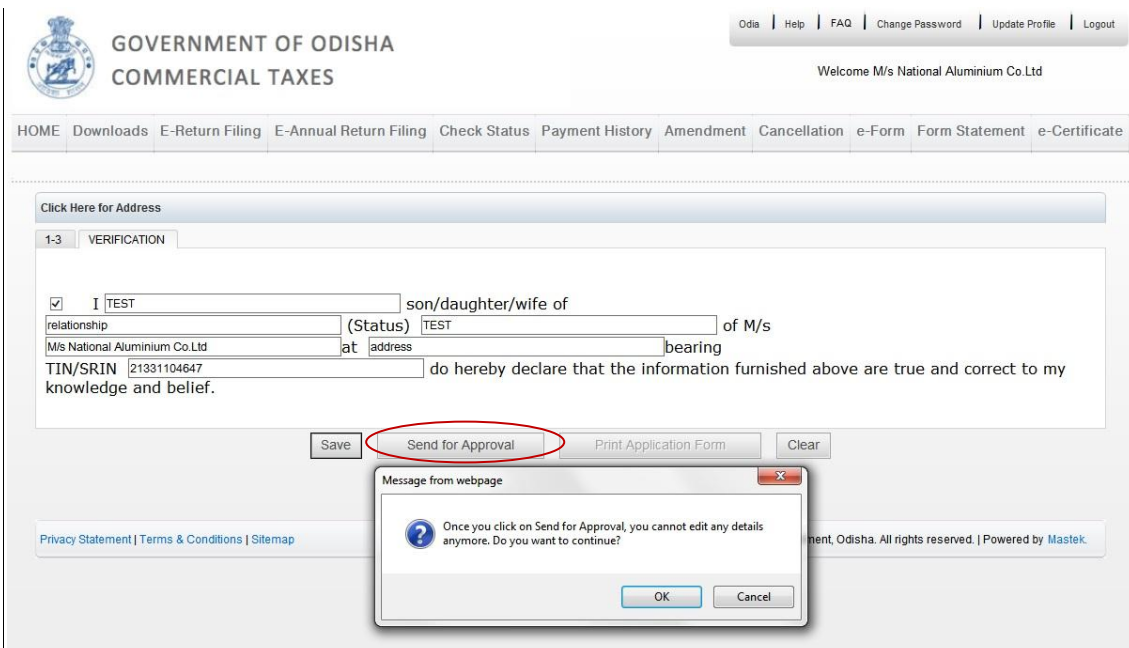 Odia | Help | FAQ | Change Password | Update Profile | Logout
GOVERNMENT OF ODISHA
COMMERCIAL TAXES
Welcome M/s National Aluminium Co.Ltd
HOME Downloads E-Return Filing E-Annual Return Filing Check Status Payment History Amendment Cancellation e-Form Form Statement e-Certificate
Click Here for Address
1-3 VERIFICATION
I TEST son/daughter/wife of
relationship (Status) TEST of M/s
M/s National Aluminium Co.Ltd at address bearing
TIN/SRIN 21331104647 do hereby declare that the information furnished above are true and correct to my
knowledge and belief.
Save Send for Approval Print Application Form Clear
Message from webpage
Once you click on Send for Approval, you cannot edit any details
anymore. Do you want to continue?
Privacy Statement | Terms & Conditions | Sitemap Odisha. All rights reserved. | Powered by Mastek.
OK Cancel